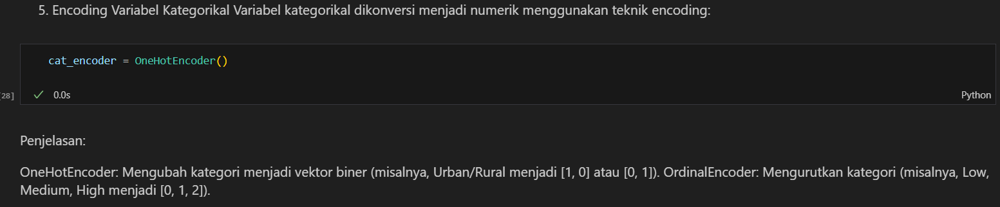 5. Encoding Variabel Kategorikal Variabel kategorikal dikonversi menjadi numerik menggunakan teknik encoding:
cat_encoder = OneHotEncoder()
[28]
0.0s
Python
Penjelasan:
OneHotEncoder: Mengubah kategori menjadi vektor biner (misalnya, Urban/Rural menjadi [1, 0] atau [0, 1]). OrdinalEncoder: Mengurutkan kategori (misalnya, Low,
Medium, High menjadi [0, 1, 2]).